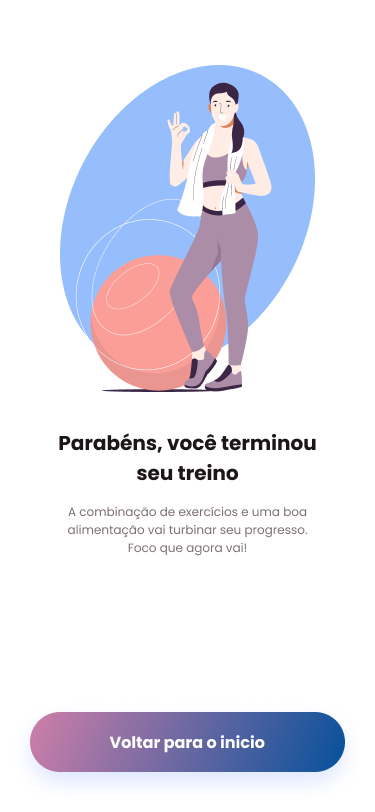 Parabéns, você terminou
seu treino
A combinação de exercícios e uma boa
alimentação vai turbinar seu progresso.
Foco que agora vai!
Voltar para o inicio